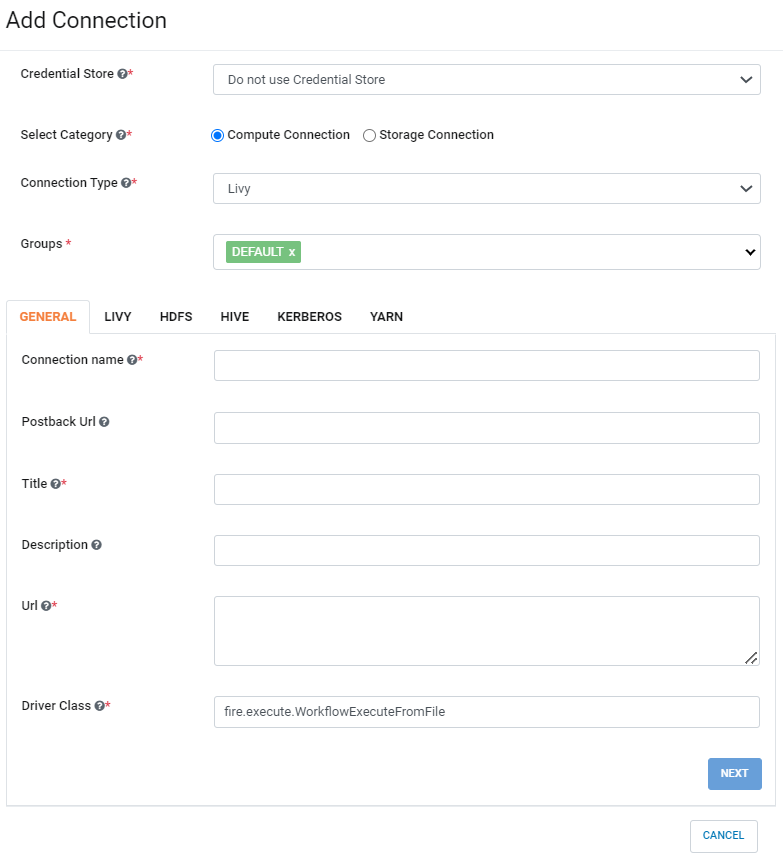 Add Connection
Credential Store ?* Do not use Credential Store
Select Category ?* Compute Connection Storage Connection
Connection Type ?* Livy
Groups * DEFAULT x
GENERAL LIVY HDFS HIVE KERBEROS YARN
Connection name ?*
Postback Url ?
Title ?*
Description ?
Url ?*
Driver Class ?* fire.execute.WorkflowExecuteFromFile
NEXT
CANCEL